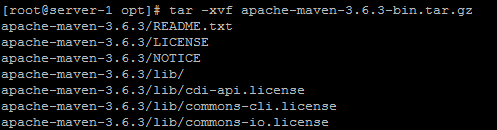 [root@server-1 opt]# tar -xvf apache-maven-3.6.3-bin.tar.gz
apache-maven-3.6.3/README.txt
apache-maven-3.6.3/LICENSE
apache-maven-3.6.3/NOTICE
apache-maven-3.6.3/lib/
apache-maven-3.6.3/lib/cdi-api.license
apache-maven-3.6.3/lib/commons-cli.license
apache-maven-3.6.3/lib/commons-io.license